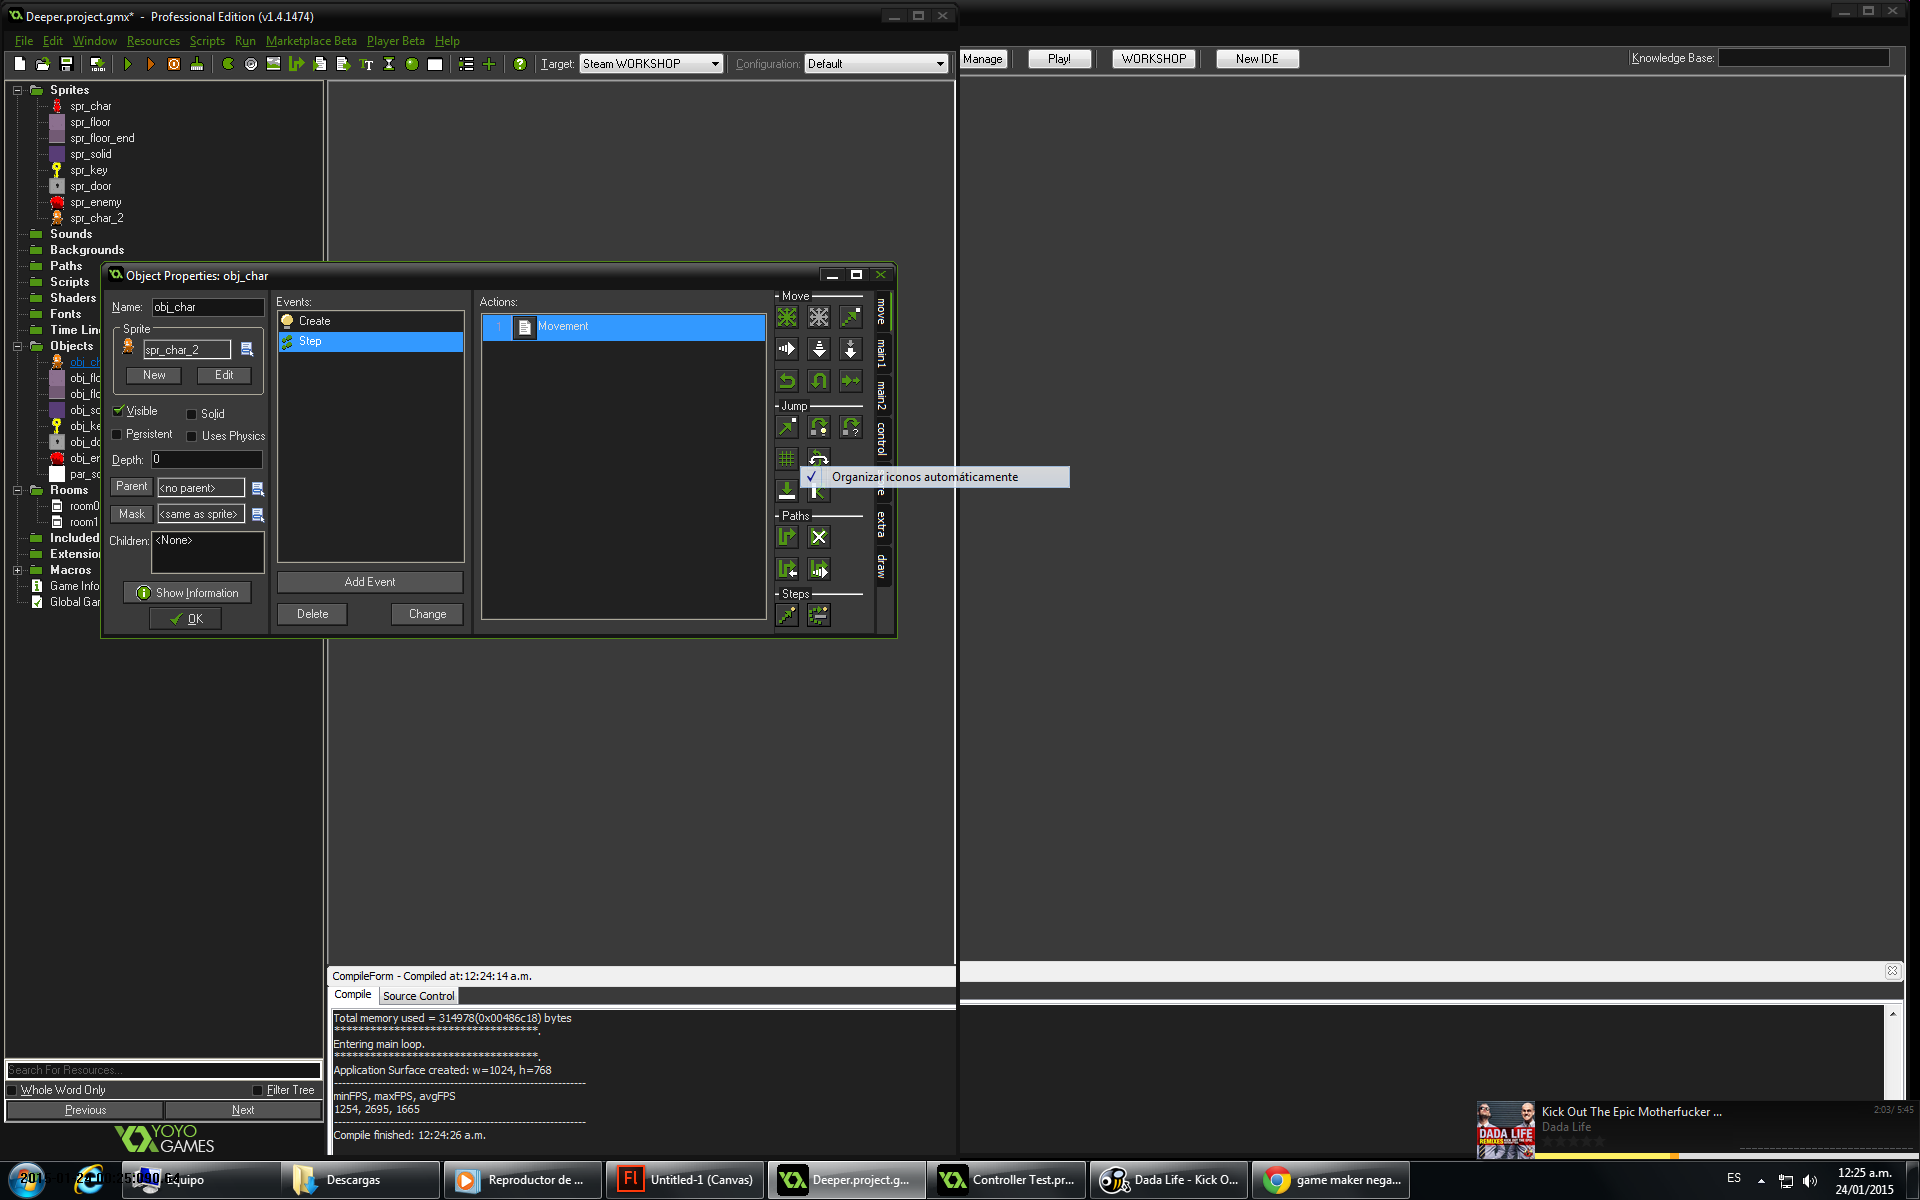 Deeper.project.gmx* - Professional Edition (v1.4.1474)
File Edit Window Resources Scripts Run Marketplace Beta Player Beta Help
Target: Steam WORKSHOP Configuration: Default
Manage Play! WORKSHOP New IDE Knowledge Base:
Sprites
spr_char
spr_floor
spr_floor_end
spr_solid
spr_key
spr_door
spr_enemy
spr_char_2
Sounds
Backgrounds
Paths
Scripts
Shaders
Fonts
Time Lin
Objects
obj_ch
obj_flo
obj_flo
obj_so
obj_ke
obj_do
obj_er
par_so
Rooms
room0
room1
Included
Extension
Macros
Game Info
Global Gar
Object Properties: obj_char
Name: obj_char
Sprite
spr_char_2
New Edit
Visible Solid
Persistent Uses Physics
Depth: 0
Parent <no parent>
Mask <same as sprite>
Children: <None>
Show Information
OK
Events:
Create
Step
Add Event
Delete Change
Actions:
1 Movement
Move
Jump
Paths
Steps
move
main1
main2
control
re
extra
draw
Organizar iconos automáticamente
CompileForm - Compiled at:12:24:14 a.m.
Compile Source Control
Total memory used = 314978(0x00486c18) bytes
**********************************.
Entering main loop.
**********************************.
Application Surface created: w=1024, h=768
---------------------------------------------------------------
minFPS, maxFPS, avgFPS
1254, 2695, 1665
---------------------------------------------------------------
Compile finished: 12:24:26 a.m.
Search For Resources...
Whole Word Only Filter Tree
Previous Next
YOYO
GAMES
Kick Out The Epic Motherfucker ... 2:03/ 5:45
Dada Life
DADA LIFE
REMIXES
Equipo
Descargas
Reproductor de ...
Untitled-1 (Canvas)
Deeper.project.g...
Controller Test.pr...
Dada Life - Kick O...
game maker nega...
ES
12:25 a.m.
24/01/2015